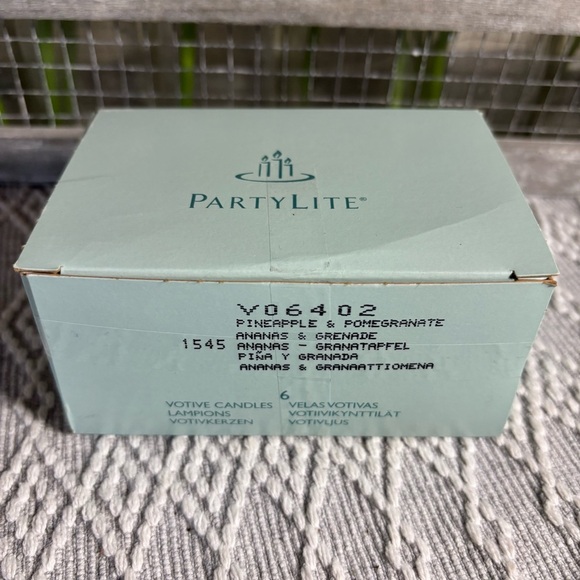 PARTYLITE®
V06402
PINEAPPLE & POMEGRANATE
ANANAS & GRENADE
1545 ANANAS - GRANATAPFEL
PIÑA Y GRANADA
ANANAS & GRANAATTIOMENA
6
VOTIVE CANDLES VELAS VOTIVAS
LAMPIONS VOTIIVIKYNTTILÄT
VOTIVKERZEN VOTIVLJUS